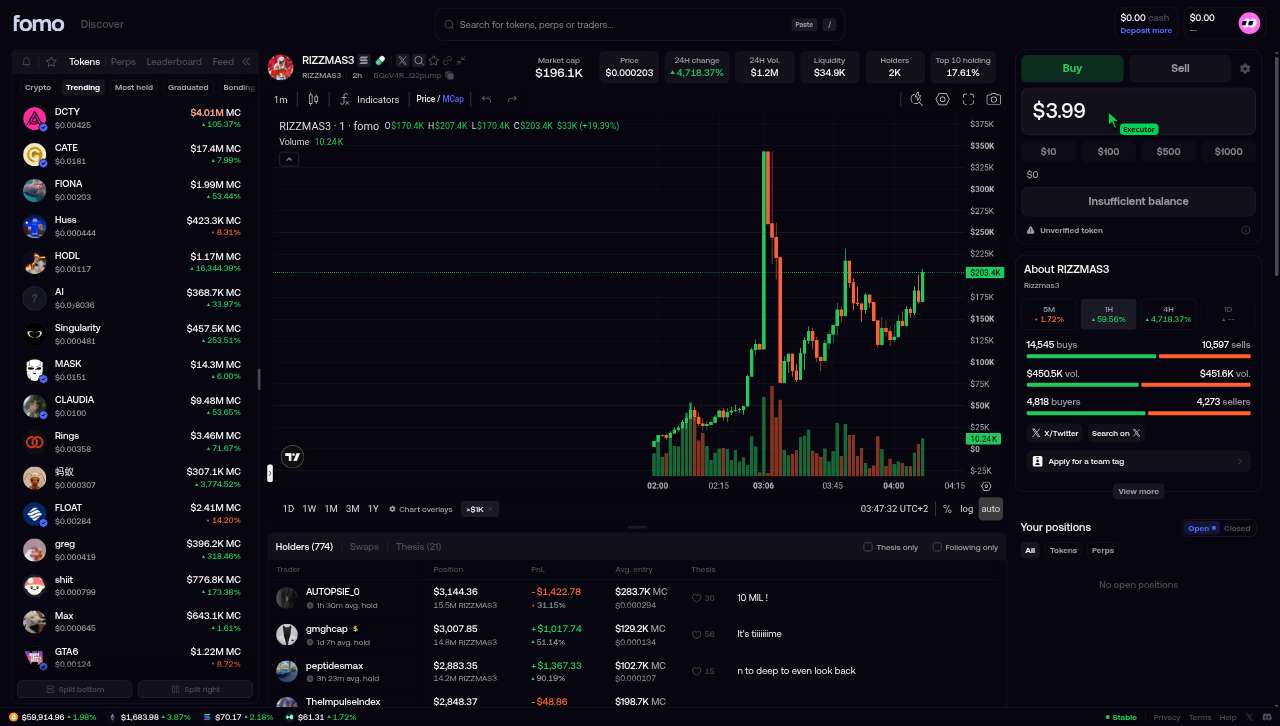 fomo Discover
Search for tokens, perps or traders... Paste /
$0.00 cash $0.00
Deposit more —
Tokens Perps Leaderboard Feed
Crypto Trending Most held Graduated Bonding
DCTY $4.01M MC
$0.00425 105.37%
CATE $17.4M MC
$0.0181 7.99%
FIONA $1.99M MC
$0.00203 53.44%
Huss $423.3K MC
$0.000444 8.31%
HODL $1.17M MC
$0.00117 16,344.39%
AI $368.7K MC
? $0.0₇8036 33.97%
Singularity $457.5K MC
$0.000481 253.51%
MASK $14.3M MC
$0.0151 6.00%
CLAUDIA $9.48M MC
$0.0100 53.65%
Rings $3.46M MC
$0.00358 71.67%
蚂蚁 $307.1K MC
$0.000307 3,774.52%
FLOAT $2.41M MC
$0.00284 14.20%
greg $396.2K MC
$0.000419 318.46%
shiit $776.8K MC
$0.000799 173.38%
Max $643.1K MC
$0.000645 1.61%
GTA6 $1.22M MC
$0.00124 8.72%
Split bottom Split right
RIZZMAS3
RIZZMAS3 2h 6QcV4R...Q2pump
Market cap
$196.1K
Price
$0.000203
24H change
4,718.37%
24H Vol.
$1.2M
Liquidity
$34.9K
Holders
2K
Top 10 holding
17.61%
1m Indicators Price / MCap
RIZZMAS3 · 1 · fomo O$170.4K H$207.4K L$170.4K C$203.4K $33K (+19.39%)
Volume 10.24K
$375K
$350K
$325K
$300K
$275K
$250K
$225K
$203.4K
$175K
$150K
$125K
$100K
$75K
$50K
$25K
10.24K
$0
$-25K
02:00 02:15 03:06 03:45 04:00 04:15
1D 1W 1M 3M 1Y Chart overlays >$1K 03:47:32 UTC+2 % log auto
Holders (774) Swaps Thesis (21) Thesis only Following only
Trader Position PnL Avg. entry Thesis
AUTOPSIE_0 $3,144.36 -$1,422.78 $283.7K MC
1h 30m avg. hold 15.5M RIZZMAS3 31.15% $0.000294 30 10 MIL !
gmghcap $ $3,007.85 +$1,017.74 $129.2K MC
1d 7h avg. hold 14.8M RIZZMAS3 51.14% $0.000134 56 It's tiiiiiiime
peptidesmax $2,883.35 +$1,367.33 $102.7K MC
3h 23m avg. hold 14.2M RIZZMAS3 90.19% $0.000107 15 n to deep to even look back
TheImpulseIndex $2,848.37 -$48.86 $198.7K MC
Buy Sell
$3.99
Executor
$10 $100 $500 $1000
$0
Insufficient balance
Unverified token
About RIZZMAS3
Rizzmas3
5M 1H 4H 1D
1.72% 59.56% 4,718.37% --
14,545 buys 10,597 sells
$450.5K vol. $451.6K vol.
4,818 buyers 4,273 sellers
X/Twitter Search on X
Apply for a team tag
View more
Your positions Open Closed
All Tokens Perps
No open positions
$59,914.96 1.98% $1,683.98 3.87% $70.17 2.18% $61.31 1.72% Stable Privacy Terms Help